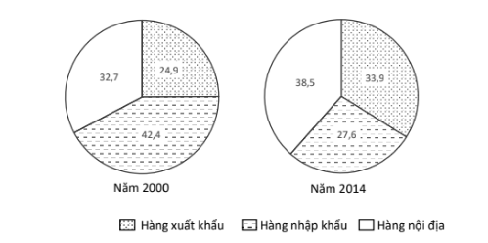 32,7
24,9
42,4
38,5
33,9
27,6
Năm 2000
Năm 2014
Hàng xuất khẩu
Hàng nhập khẩu
Hàng nội địa